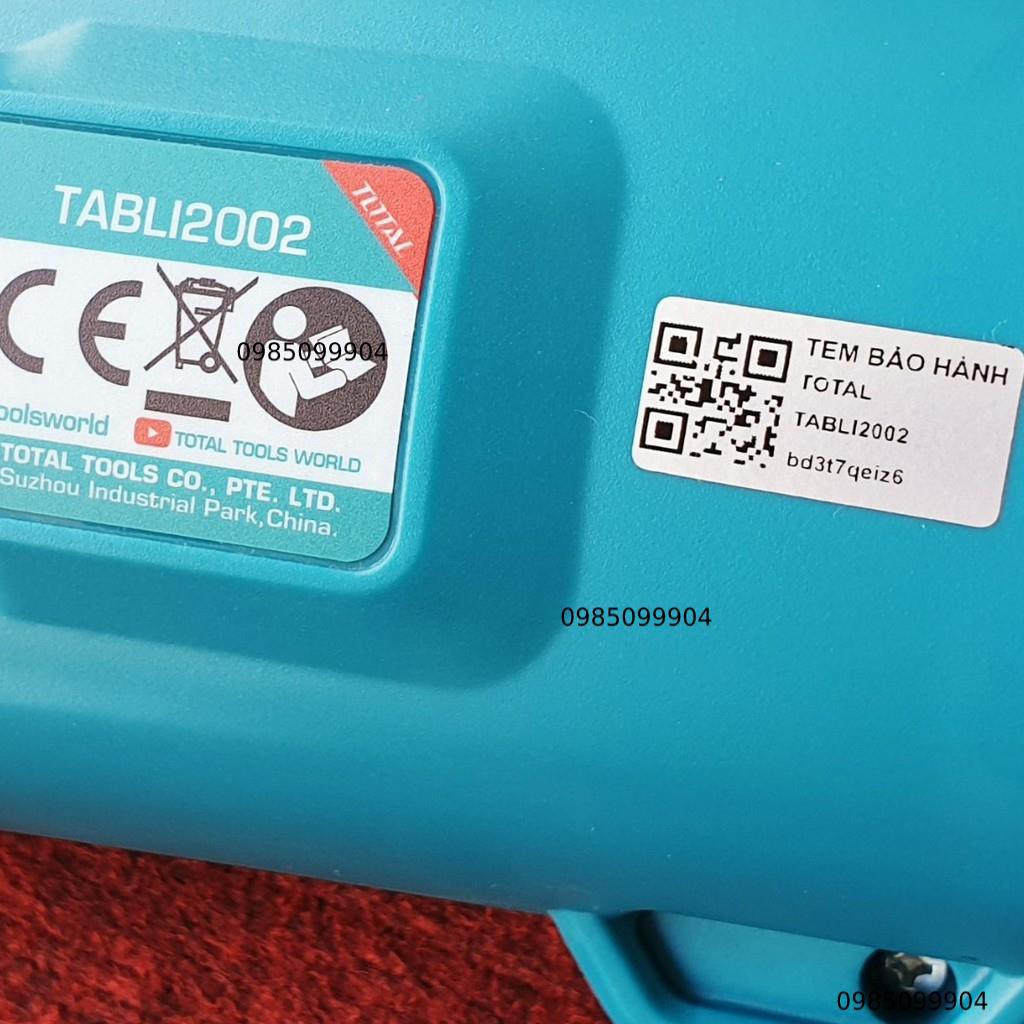 TABLI2002
TOTAL
CE
0985099904
oolsworld
TOTAL TOOLS WORLD
TOTAL TOOLS CO., PTE. LTD.
Suzhou Industrial Park,China.
TEM BẢO HÀNH
TOTAL
TABLI2002
bd3t7qeiz6
0985099904
0985099904